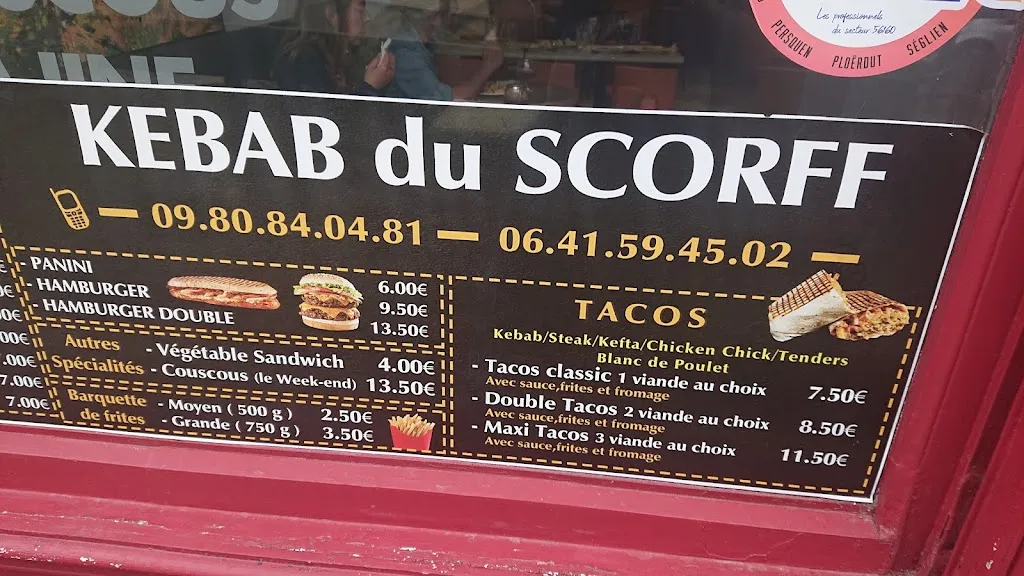 Les professionnels
du secteur 56160
PERSQUEN PLOËRDUT SÉGLIEN
KEBAB du SCORFF
09.80.84.04.81 — 06.41.59.45.02 —
- PANINI 6.00€
- HAMBURGER 9.50€
- HAMBURGER DOUBLE 13.50€
Autres
Spécialités
- Végétable Sandwich 4.00€
- Couscous (le Week-end) 13.50€
Barquette
de frites
- Moyen ( 500 g ) 2.50€
- Grande ( 750 g ) 3.50€
7.00€
7.00€
TACOS
Kebab/Steak/Kefta/Chicken Chick/Tenders
Blanc de Poulet
- Tacos classic 1 viande au choix 7.50€
Avec sauce,frites et fromage
- Double Tacos 2 viande au choix 8.50€
Avec sauce,frites et fromage
- Maxi Tacos 3 viande au choix 11.50€
Avec sauce,frites et fromage